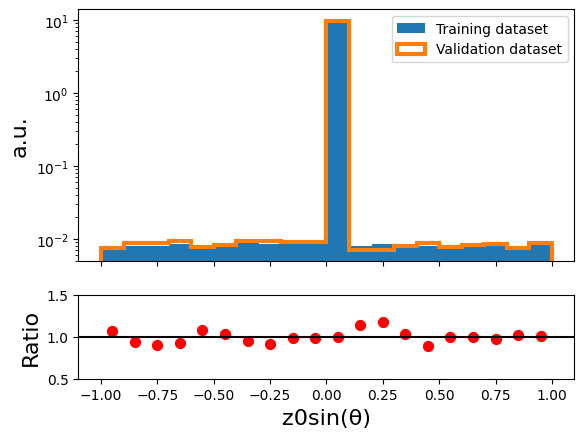 10¹
10⁰
10⁻¹
10⁻²
a.u.
Training dataset
Validation dataset
1.5
1.0
0.5
Ratio
−1.00 −0.75 −0.50 −0.25 0.00 0.25 0.50 0.75 1.00
z0sin(θ)